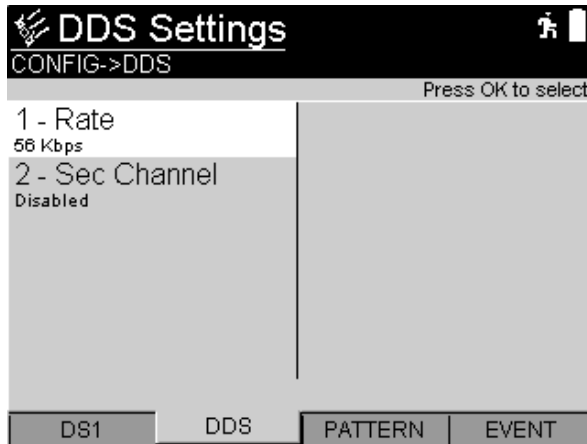 DDS Settings
CONFIG->DDS
Press OK to select
1 - Rate
56 Kbps
2 - Sec Channel
Disabled
DS1 DDS PATTERN EVENT